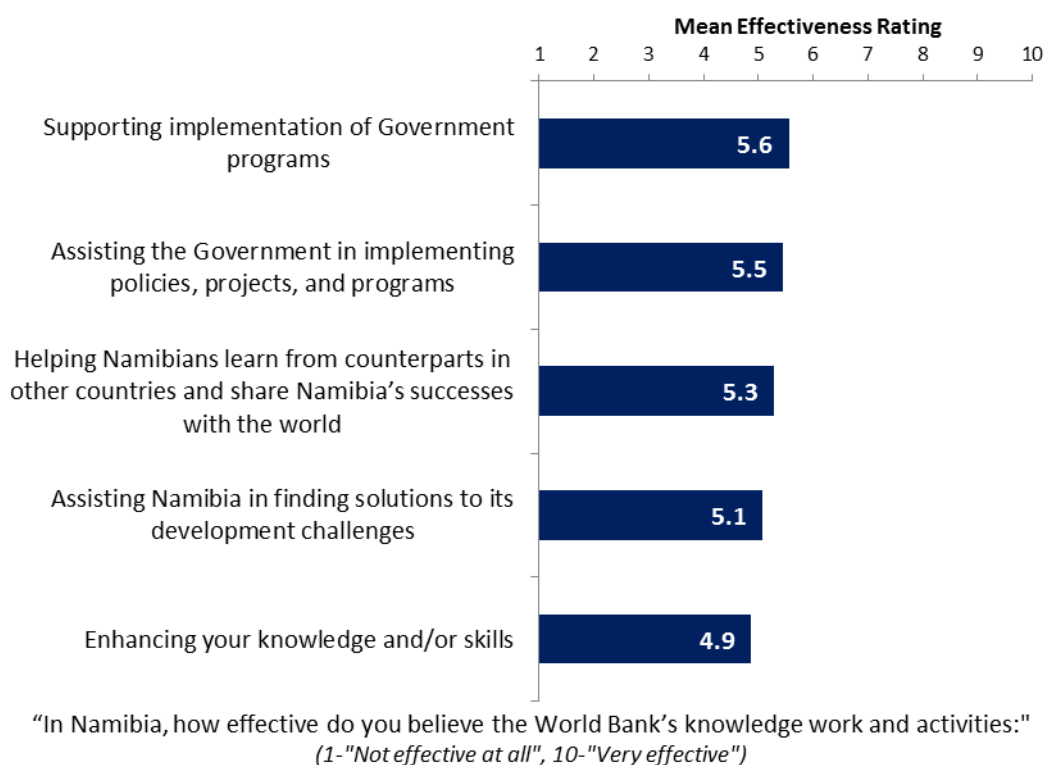 Mean Effectiveness Rating
1 2 3 4 5 6 7 8 9 10
Supporting implementation of Government
programs
5.6
Assisting the Government in implementing
policies, projects, and programs
5.5
Helping Namibians learn from counterparts in
other countries and share Namibia’s successes
with the world
5.3
Assisting Namibia in finding solutions to its
development challenges
5.1
Enhancing your knowledge and/or skills
4.9
“In Namibia, how effective do you believe the World Bank’s knowledge work and activities:"
(1-"Not effective at all", 10-"Very effective")